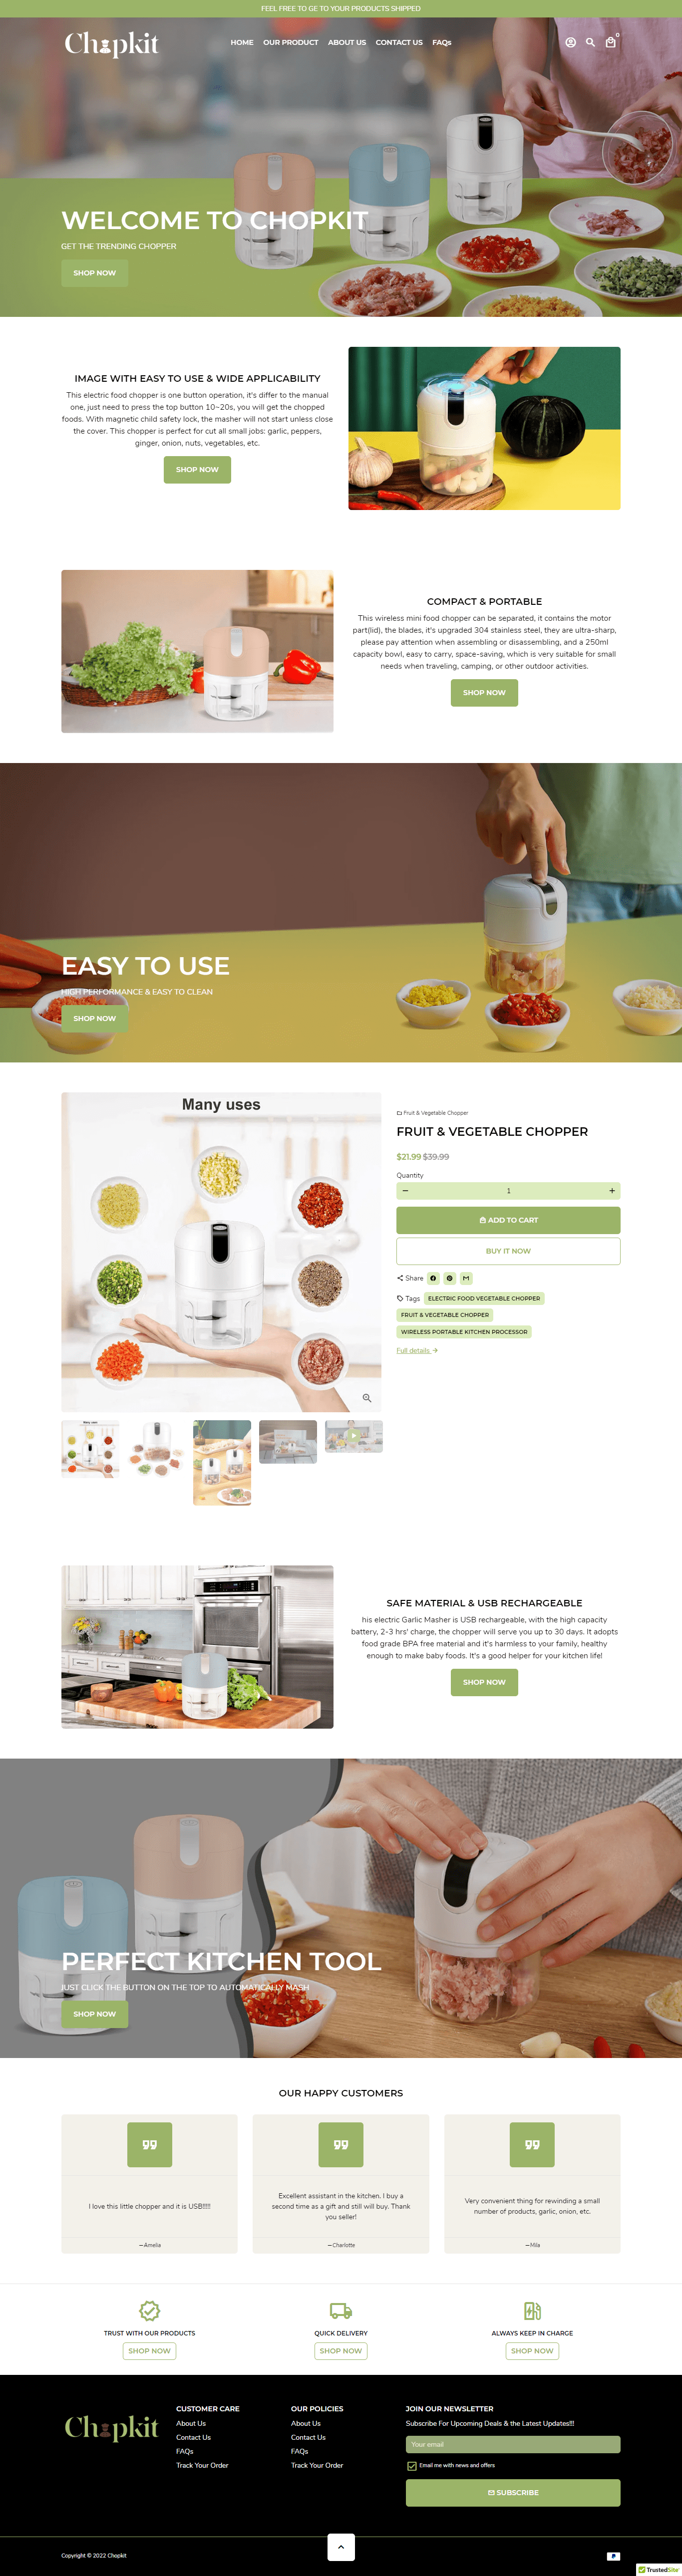 FEEL FREE TO GE TO YOUR PRODUCTS SHIPPED
Chopkit
HOME OUR PRODUCT ABOUT US CONTACT US FAQs
0
WELCOME TO CHOPKIT
GET THE TRENDING CHOPPER
SHOP NOW
IMAGE WITH EASY TO USE & WIDE APPLICABILITY
This electric food chopper is one button operation, it's differ to the manual
one, just need to press the top button 10~20s, you will get the chopped
foods. With magnetic child safety lock, the masher will not start unless close
the cover. This chopper is perfect for cut all small jobs: garlic, peppers,
ginger, onion, nuts, vegetables, etc.
SHOP NOW
COMPACT & PORTABLE
This wireless mini food chopper can be separated, it contains the motor
part(lid), the blades, it's upgraded 304 stainless steel, they are ultra-sharp,
please pay attention when assembling or disassembling, and a 250ml
capacity bowl, easy to carry, space-saving, which is very suitable for small
needs when traveling, camping, or other outdoor activities.
SHOP NOW
EASY TO USE
HIGH PERFORMANCE & EASY TO CLEAN
SHOP NOW
Many uses
Fruit & Vegetable Chopper
FRUIT & VEGETABLE CHOPPER
$21.99 $39.99
Quantity
1
ADD TO CART
BUY IT NOW
Share
Tags ELECTRIC FOOD VEGETABLE CHOPPER
FRUIT & VEGETABLE CHOPPER
WIRELESS PORTABLE KITCHEN PROCESSOR
Full details
Many uses
SAFE MATERIAL & USB RECHARGEABLE
his electric Garlic Masher is USB rechargeable, with the high capacity
battery, 2-3 hrs' charge, the chopper will serve you up to 30 days. It adopts
food grade BPA free material and it's harmless to your family, healthy
enough to make baby foods. It's a good helper for your kitchen life!
SHOP NOW
PERFECT KITCHEN TOOL
JUST CLICK THE BUTTON ON THE TOP TO AUTOMATICALLY MASH
SHOP NOW
OUR HAPPY CUSTOMERS
I love this little chopper and it is USB!!!!!
—Amelia
Excellent assistant in the kitchen. I buy a
second time as a gift and still will buy. Thank
you seller!
—Charlotte
Very convenient thing for rewinding a small
number of products, garlic, onion, etc.
—Mila
TRUST WITH OUR PRODUCTS
SHOP NOW
QUICK DELIVERY
SHOP NOW
ALWAYS KEEP IN CHARGE
SHOP NOW
Chopkit
CUSTOMER CARE
About Us
Contact Us
FAQs
Track Your Order
OUR POLICIES
About Us
Contact Us
FAQs
Track Your Order
JOIN OUR NEWSLETTER
Subscribe For Upcoming Deals & the Latest Updates!!!
Your email
Email me with news and offers
SUBSCRIBE
Copyright © 2022 Chopkit
TrustedSite